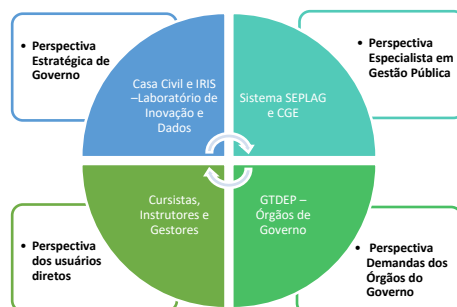 • Perspectiva
Estratégica de
Governo
Casa Civil e IRIS
–Laboratório de
Inovação e
Dados
Sistema SEPLAG
e CGE
• Perspectiva
Especialista em
Gestão Pública
Cursistas,
Instrutores e
Gestores
GTDEP –
Órgãos de
Governo
• Perspectiva
dos usuários
diretos
• Perspectiva
Demandas dos
Órgãos do
Governo